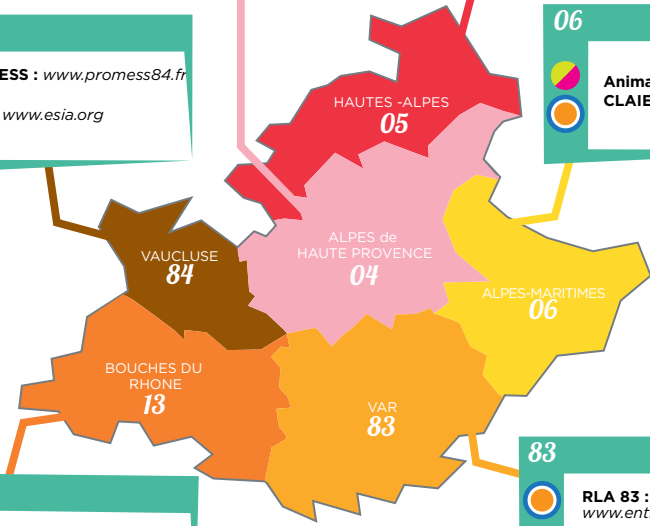 06
ESS : www.promess84.fr
www.esia.org
Anima
CLAIE
HAUTES -ALPES
05
ALPES de
HAUTE PROVENCE
04
VAUCLUSE
84
ALPES-MARITIMES
06
BOUCHES DU
RHONE
13
VAR
83
83
RLA 83 :
www.ent